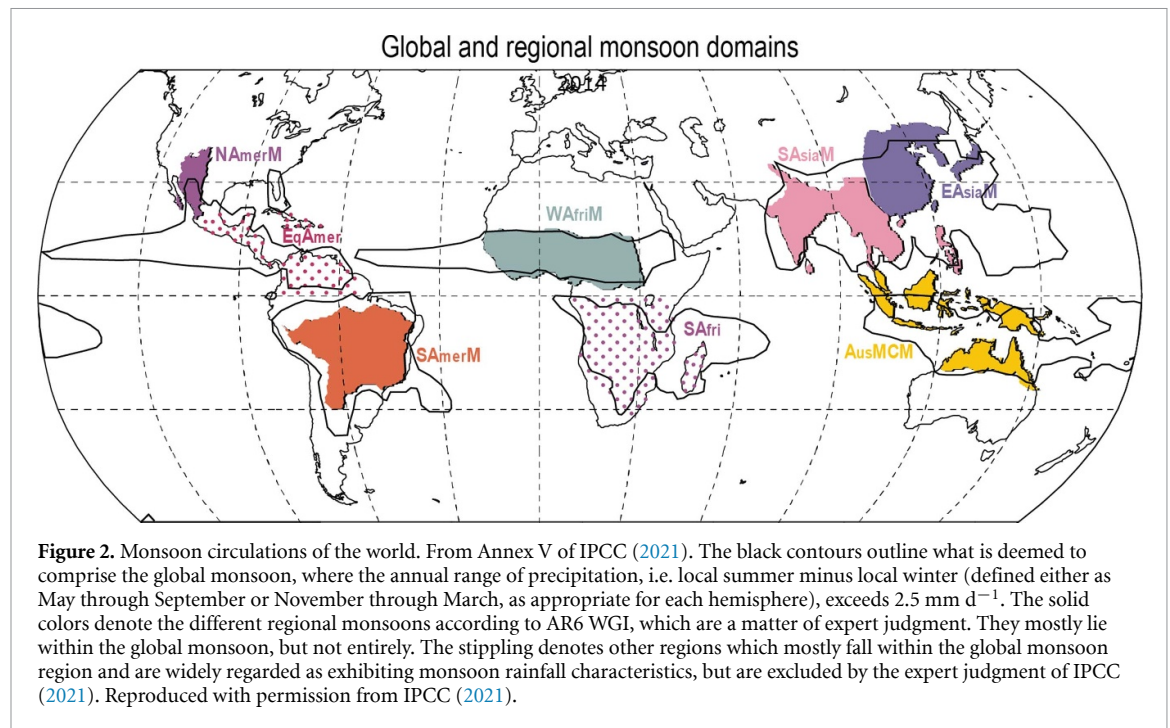 Global and regional monsoon domains
2014
NAmerM
SAsiaM
EAsiaM
WAfriM
EqAmer
SAfri
AusMCM
SAmerM
Figure 2. Monsoon circulations of the world. From Annex V of IPCC (2021). The black contours outline what is deemed to
comprise the global monsoon, where the annual range of precipitation, i.e. local summer minus local winter (defined either as
May through September or November through March, as appropriate for each hemisphere), exceeds 2.5 mm d−1. The solid
colors denote the different regional monsoons according to AR6 WGI, which are a matter of expert judgment. They mostly lie
within the global monsoon, but not entirely. The stippling denotes other regions which mostly fall within the global monsoon
region and are widely regarded as exhibiting monsoon rainfall characteristics, but are excluded by the expert judgment of IPCC
(2021). Reproduced with permission from IPCC (2021).